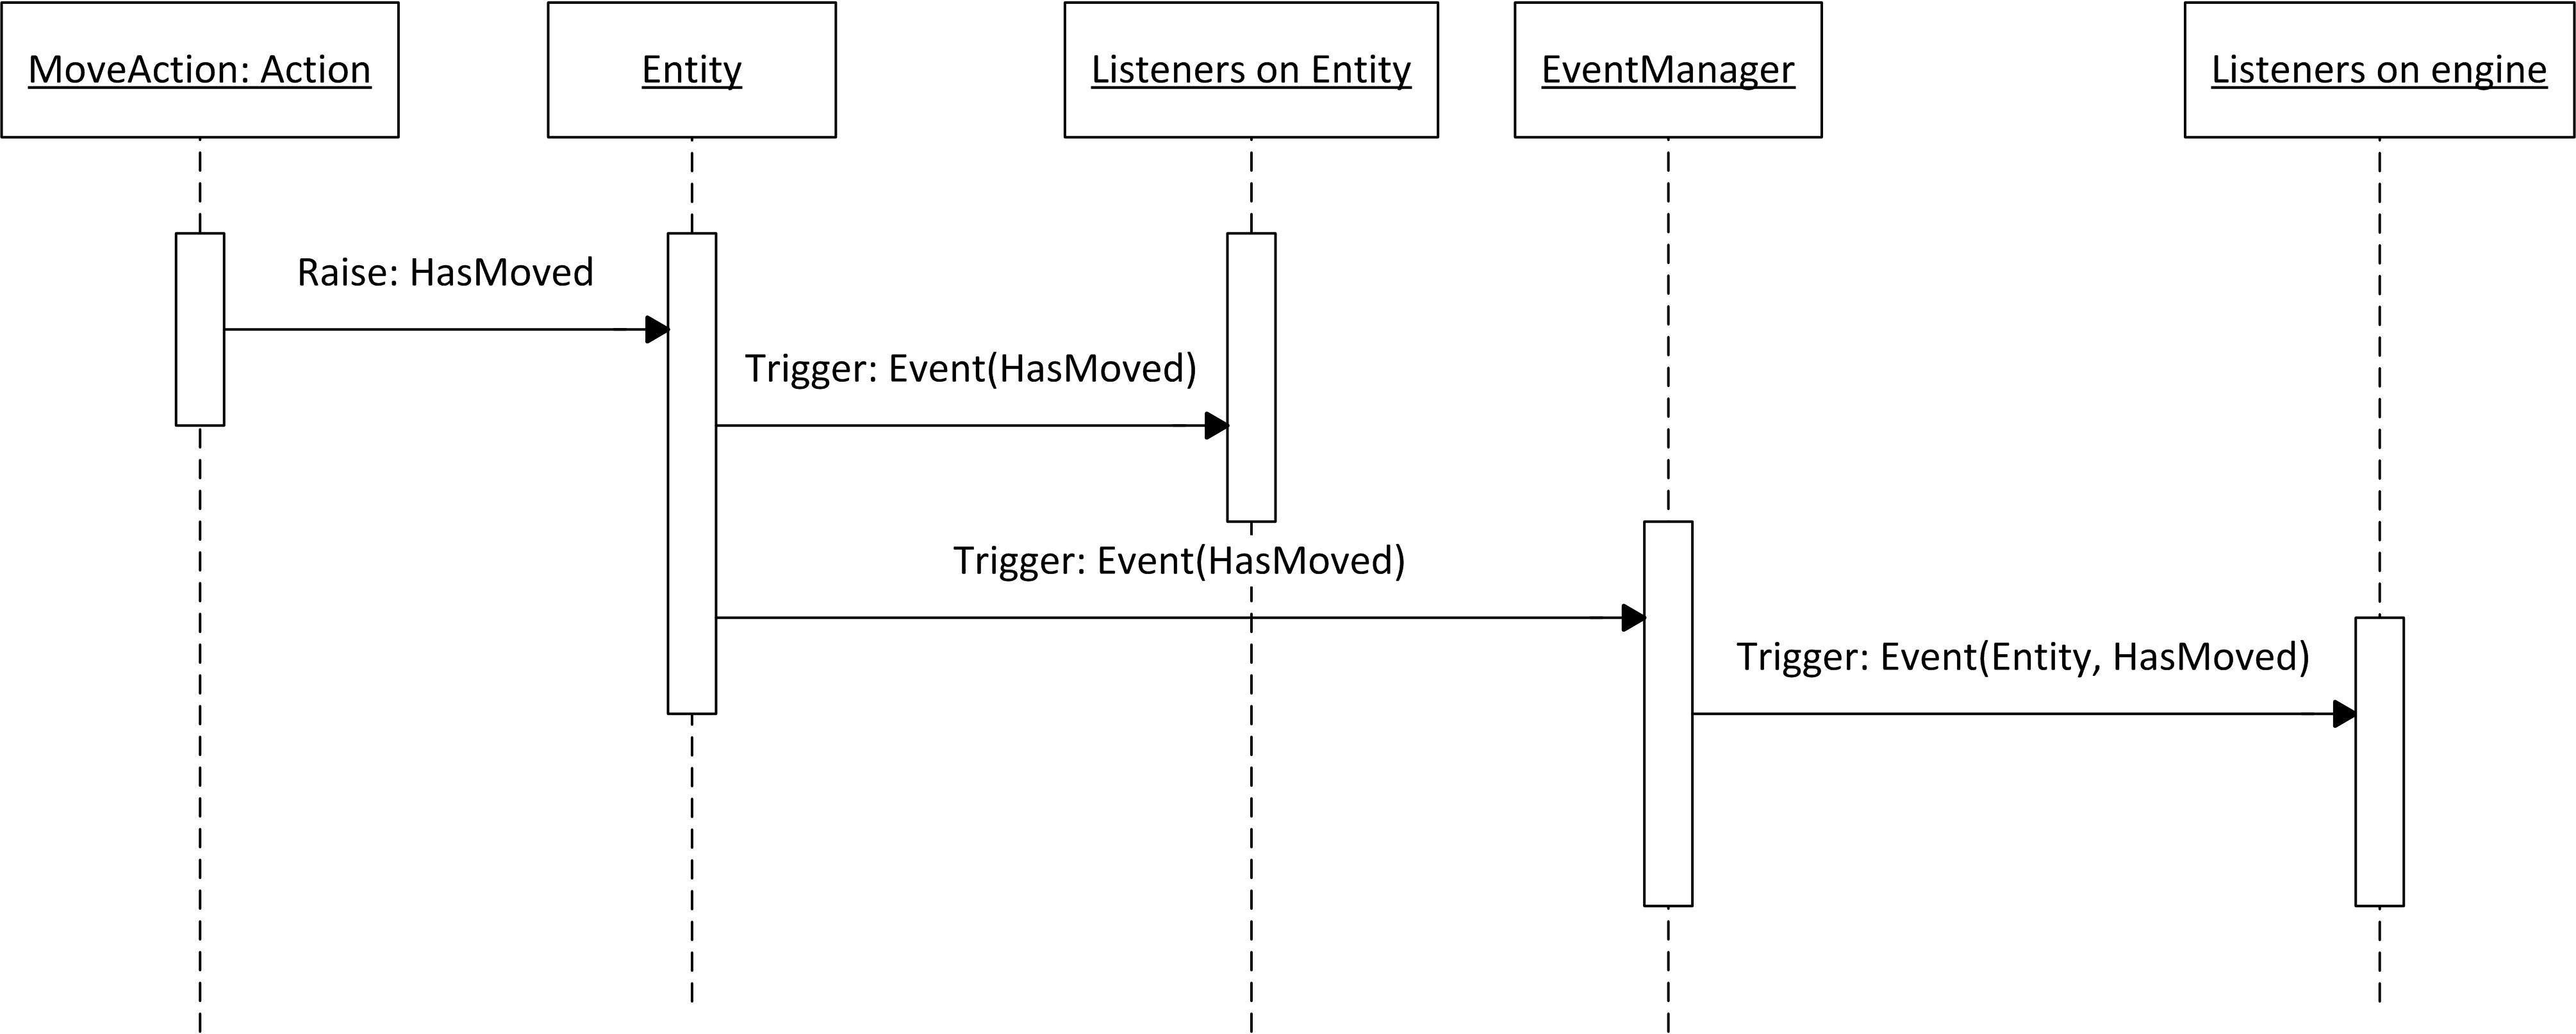 MoveAction: Action
Entity
Listeners on Entity
EventManager
Listeners on engine
Raise: HasMoved
Trigger: Event(HasMoved)
Trigger: Event(HasMoved)
Trigger: Event(Entity, HasMoved)